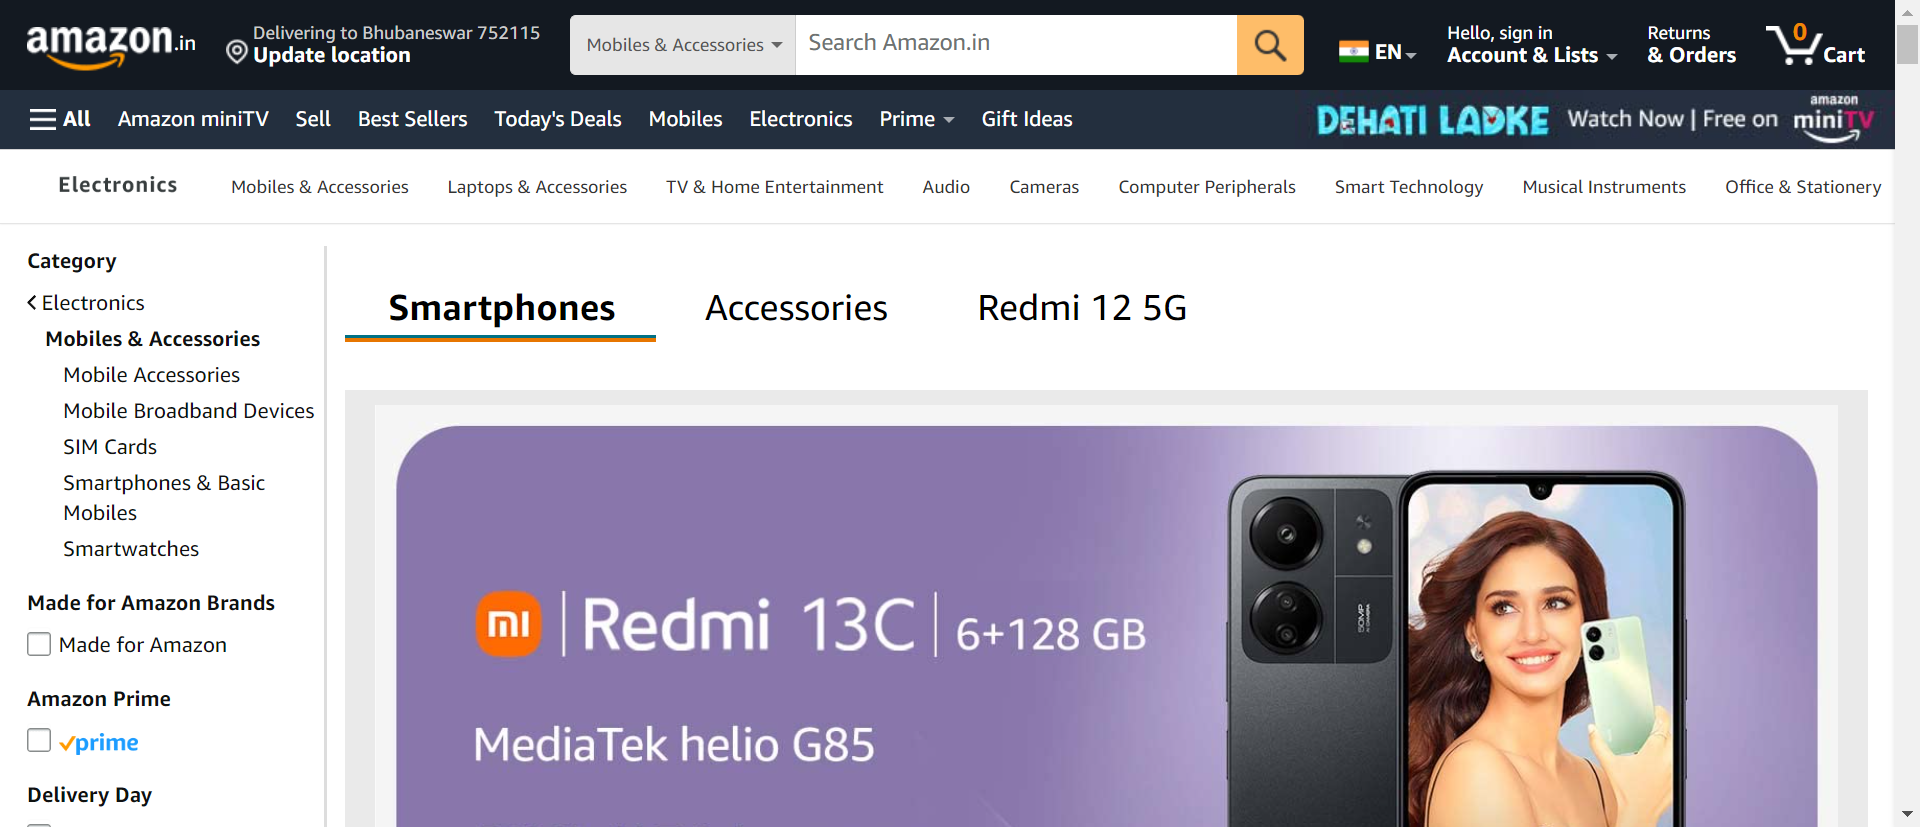 amazon.in
Delivering to Bhubaneswar 752115
Update location
Mobiles & Accessories
Search Amazon.in
EN
Hello, sign in
Account & Lists
Returns
& Orders
0
Cart
All
Amazon miniTV
Sell
Best Sellers
Today's Deals
Mobiles
Electronics
Prime
Gift Ideas
DEHATI LADKE
Watch Now | Free on
amazon
miniTV
Electronics
Mobiles & Accessories
Laptops & Accessories
TV & Home Entertainment
Audio
Cameras
Computer Peripherals
Smart Technology
Musical Instruments
Office & Stationery
Category
Electronics
Mobiles & Accessories
Mobile Accessories
Mobile Broadband Devices
SIM Cards
Smartphones & Basic
Mobiles
Smartwatches
Made for Amazon Brands
Made for Amazon
Amazon Prime
prime
Delivery Day
Smartphones
Accessories
Redmi 12 5G
mi | Redmi 13C | 6+128 GB
MediaTek helio G85
50MP